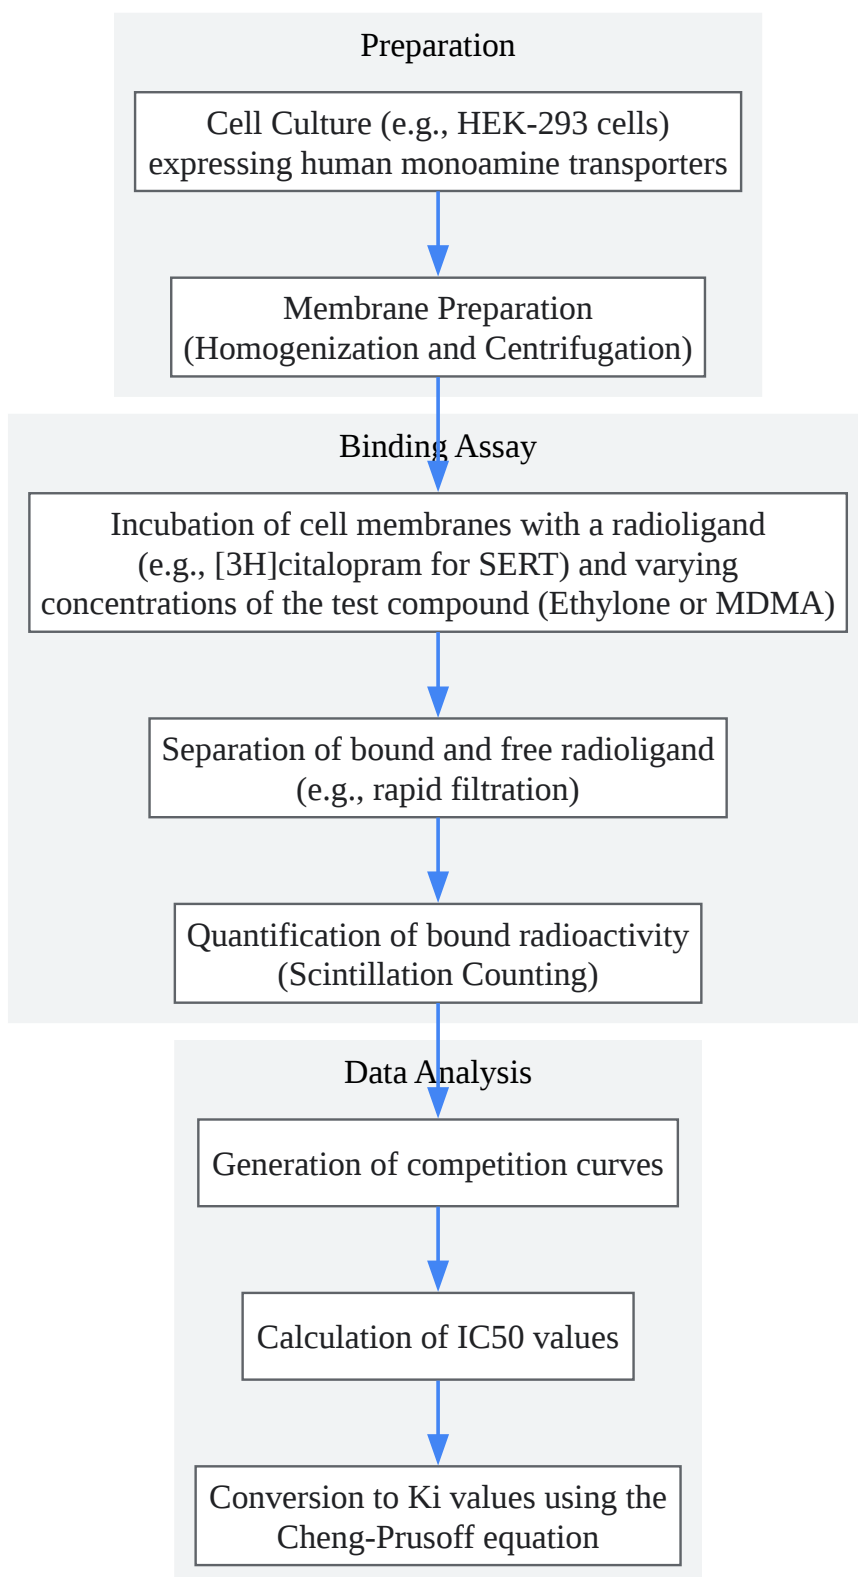 Preparation
Cell Culture (e.g., HEK-293 cells)
expressing human monoamine transporters
Membrane Preparation
(Homogenization and Centrifugation)
Binding Assay
Incubation of cell membranes with a radioligand
(e.g., [3H]citalopram for SERT) and varying
concentrations of the test compound (Ethylone or MDMA)
Separation of bound and free radioligand
(e.g., rapid filtration)
Quantification of bound radioactivity
(Scintillation Counting)
Data Analysis
Generation of competition curves
Calculation of IC50 values
Conversion to Ki values using the
Cheng-Prusoff equation